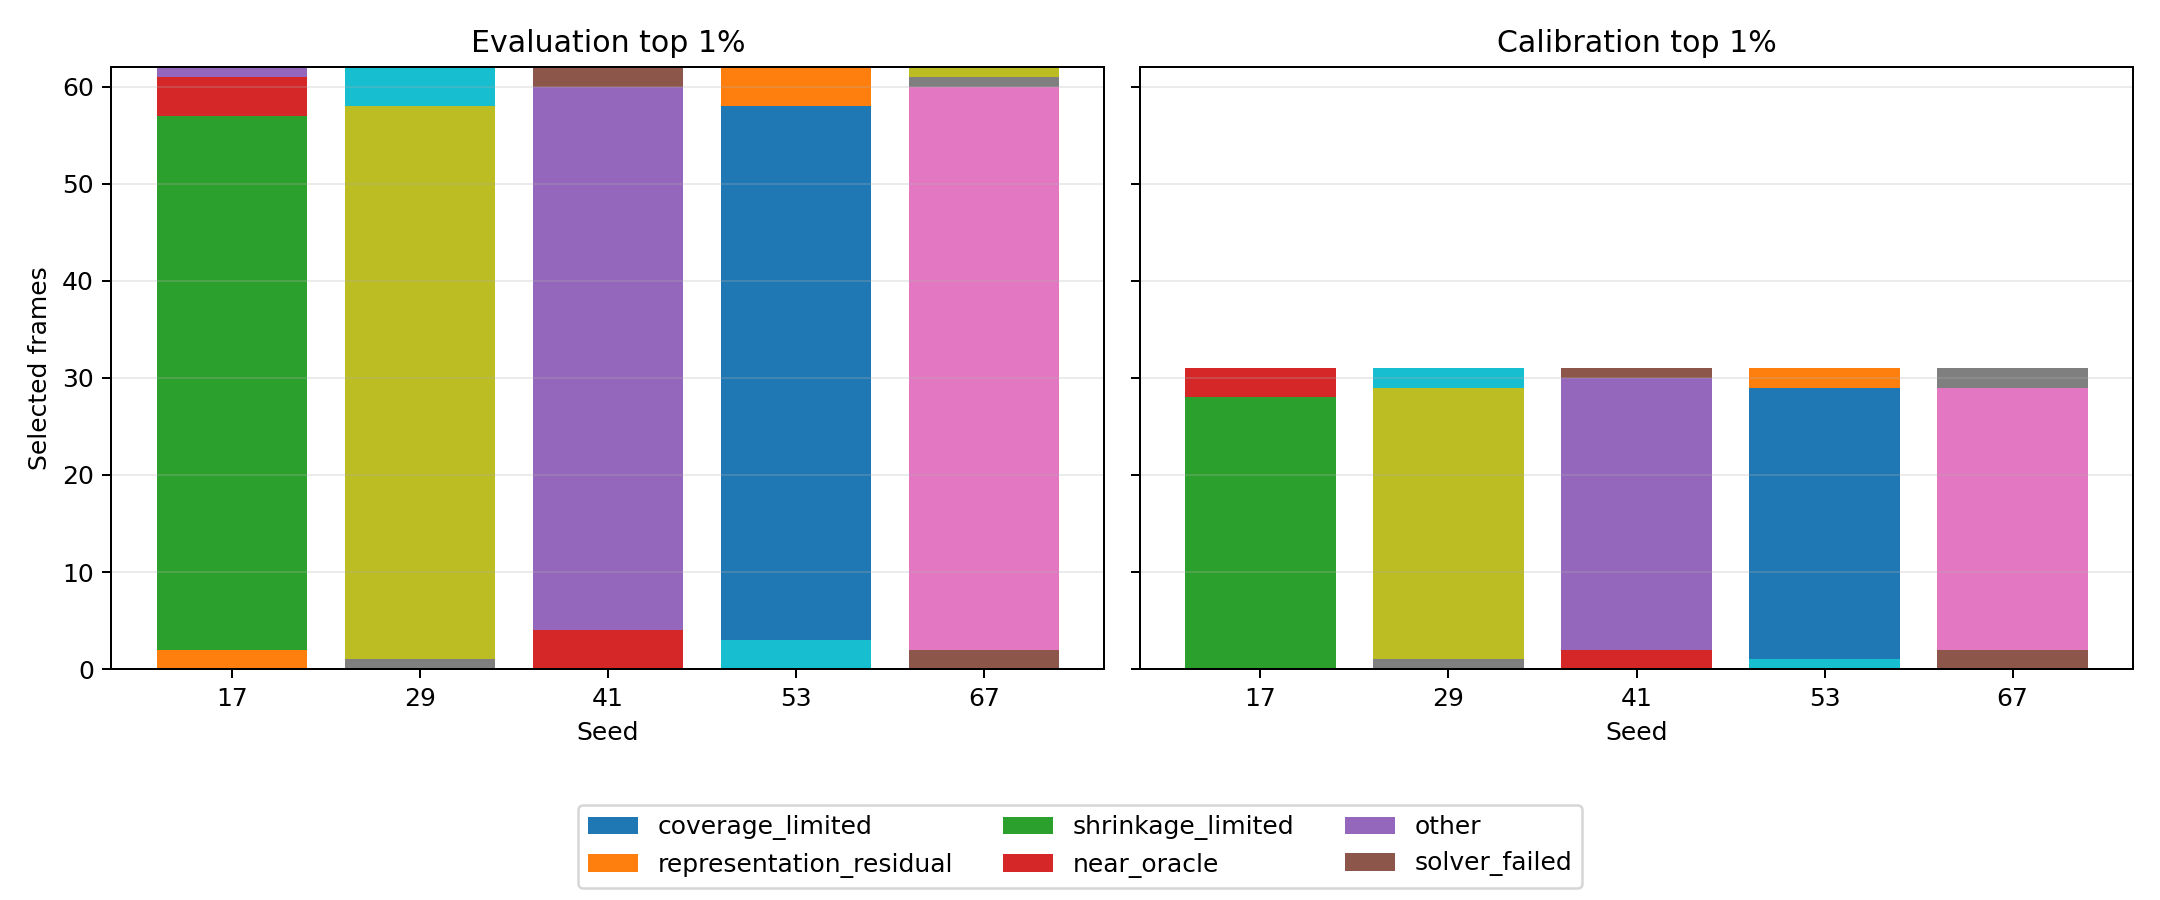 Evaluation top 1%
Calibration top 1%
Selected frames
60
50
40
30
20
10
0
17 29 41 53 67
17 29 41 53 67
Seed
Seed
coverage_limited shrinkage_limited other
representation_residual near_oracle solver_failed